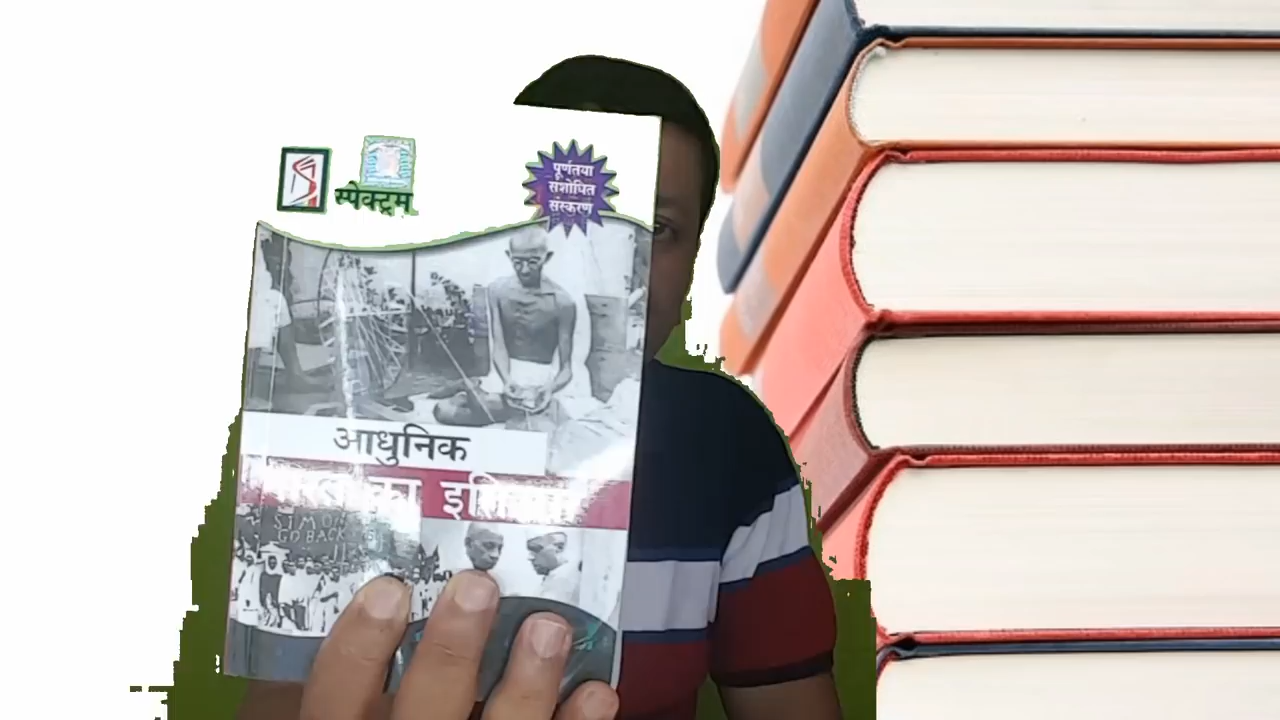 स्पेक्ट्रम
पूर्णतया
संशोधित
संस्करण
आधुनिक
का
SIMON
GO BACK